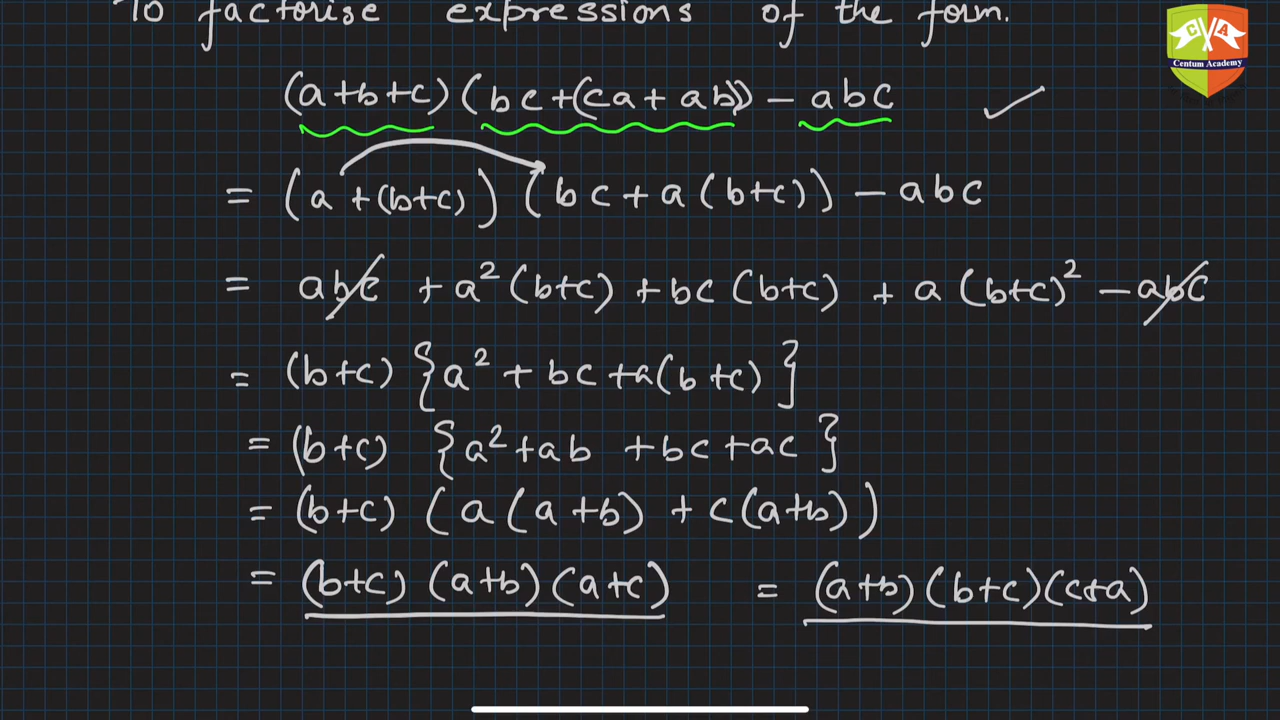 To factorise expressions of the form.
CA
Centum Academy
(a+b+c)(bc+(ca+ab)) - abc ✓
= (a+(b+c))(bc+a(b+c)) - abc
= abc + a²(b+c) + bc(b+c) + a(b+c)² - abc
= (b+c) {a² + bc + a(b+c)}
= (b+c) {a²+ab +bc+ac}
= (b+c) (a(a+b) + c(a+b))
= (b+c)(a+b)(a+c) = (a+b)(b+c)(c+a)